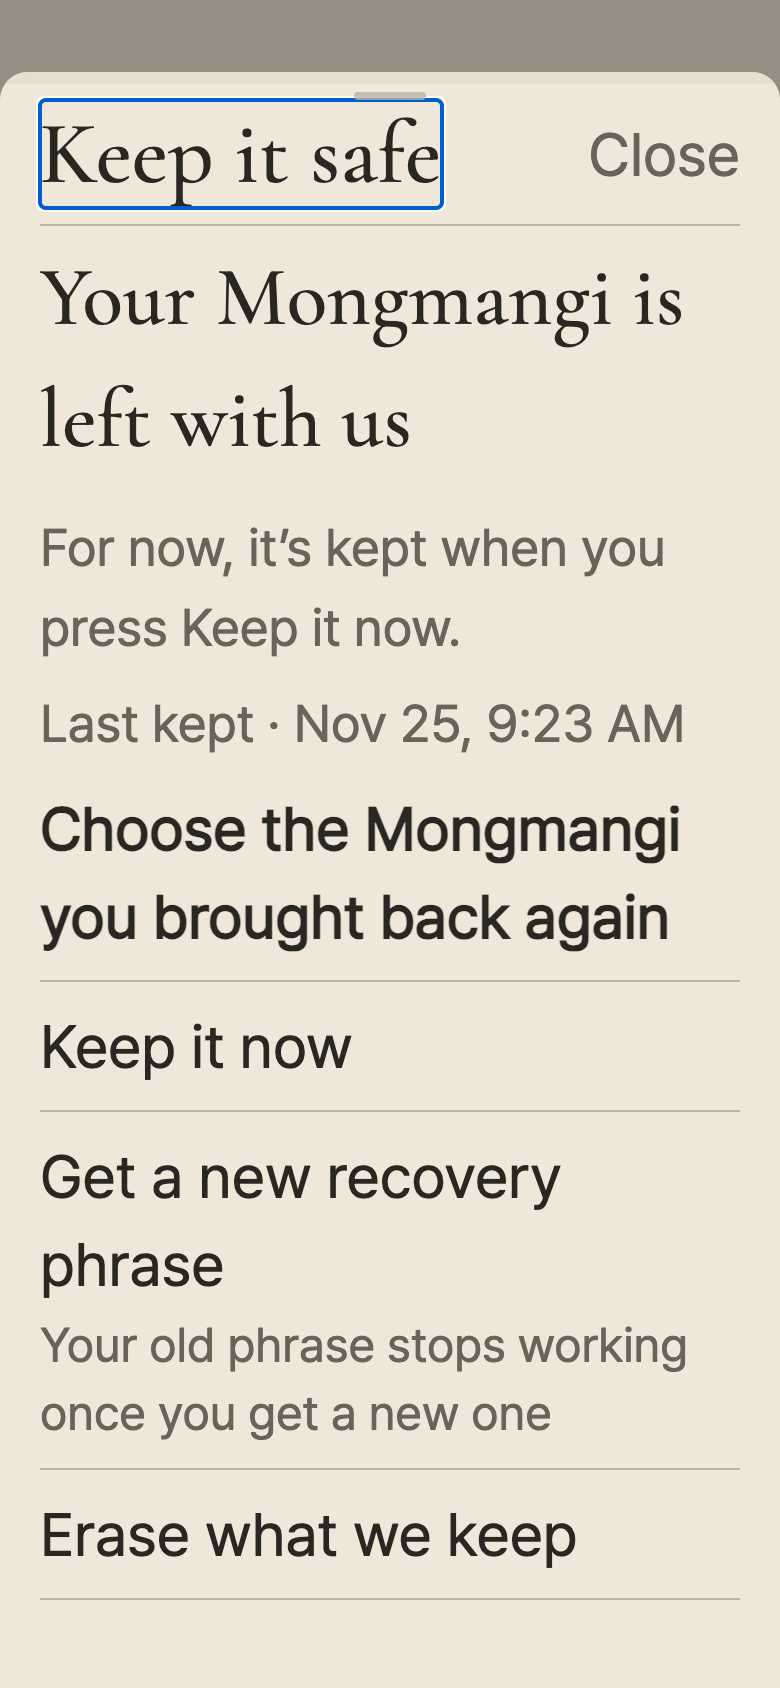 Keep it safe
Close
Your Mongmangi is
left with us
For now, it’s kept when you
press Keep it now.
Last kept · Nov 25, 9:23 AM
Choose the Mongmangi
you brought back again
Keep it now
Get a new recovery
phrase
Your old phrase stops working
once you get a new one
Erase what we keep